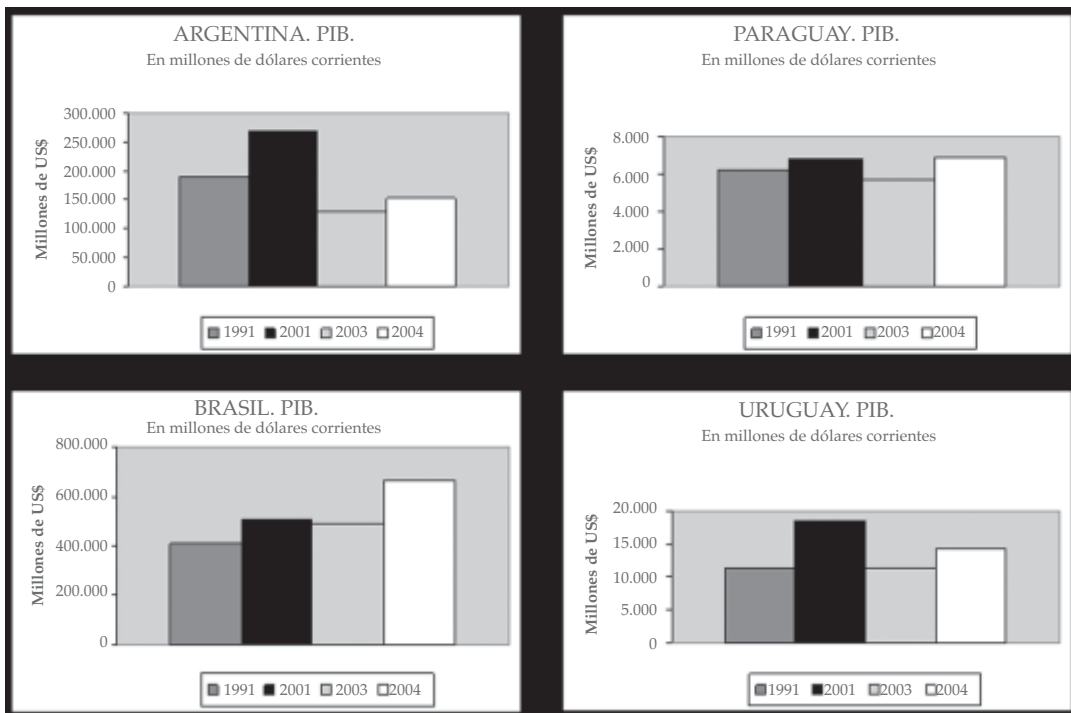 ARGENTINA. PIB.
En millones de dólares corrientes
Millones de US$
300.000
250.000
200.000
150.000
100.000
50.000
0
1991 2001 2003 2004
PARAGUAY. PIB.
En millones de dólares corrientes
Millones de US$
8.000
6.000
4.000
2.000
0
1991 2001 2003 2004
BRASIL. PIB.
En millones de dólares corrientes
Millones de US$
800.000
600.000
400.000
200.000
0
1991 2001 2003 2004
URUGUAY. PIB.
En millones de dólares corrientes
Millones de US$
20.000
15.000
10.000
5.000
0
1991 2001 2003 2004